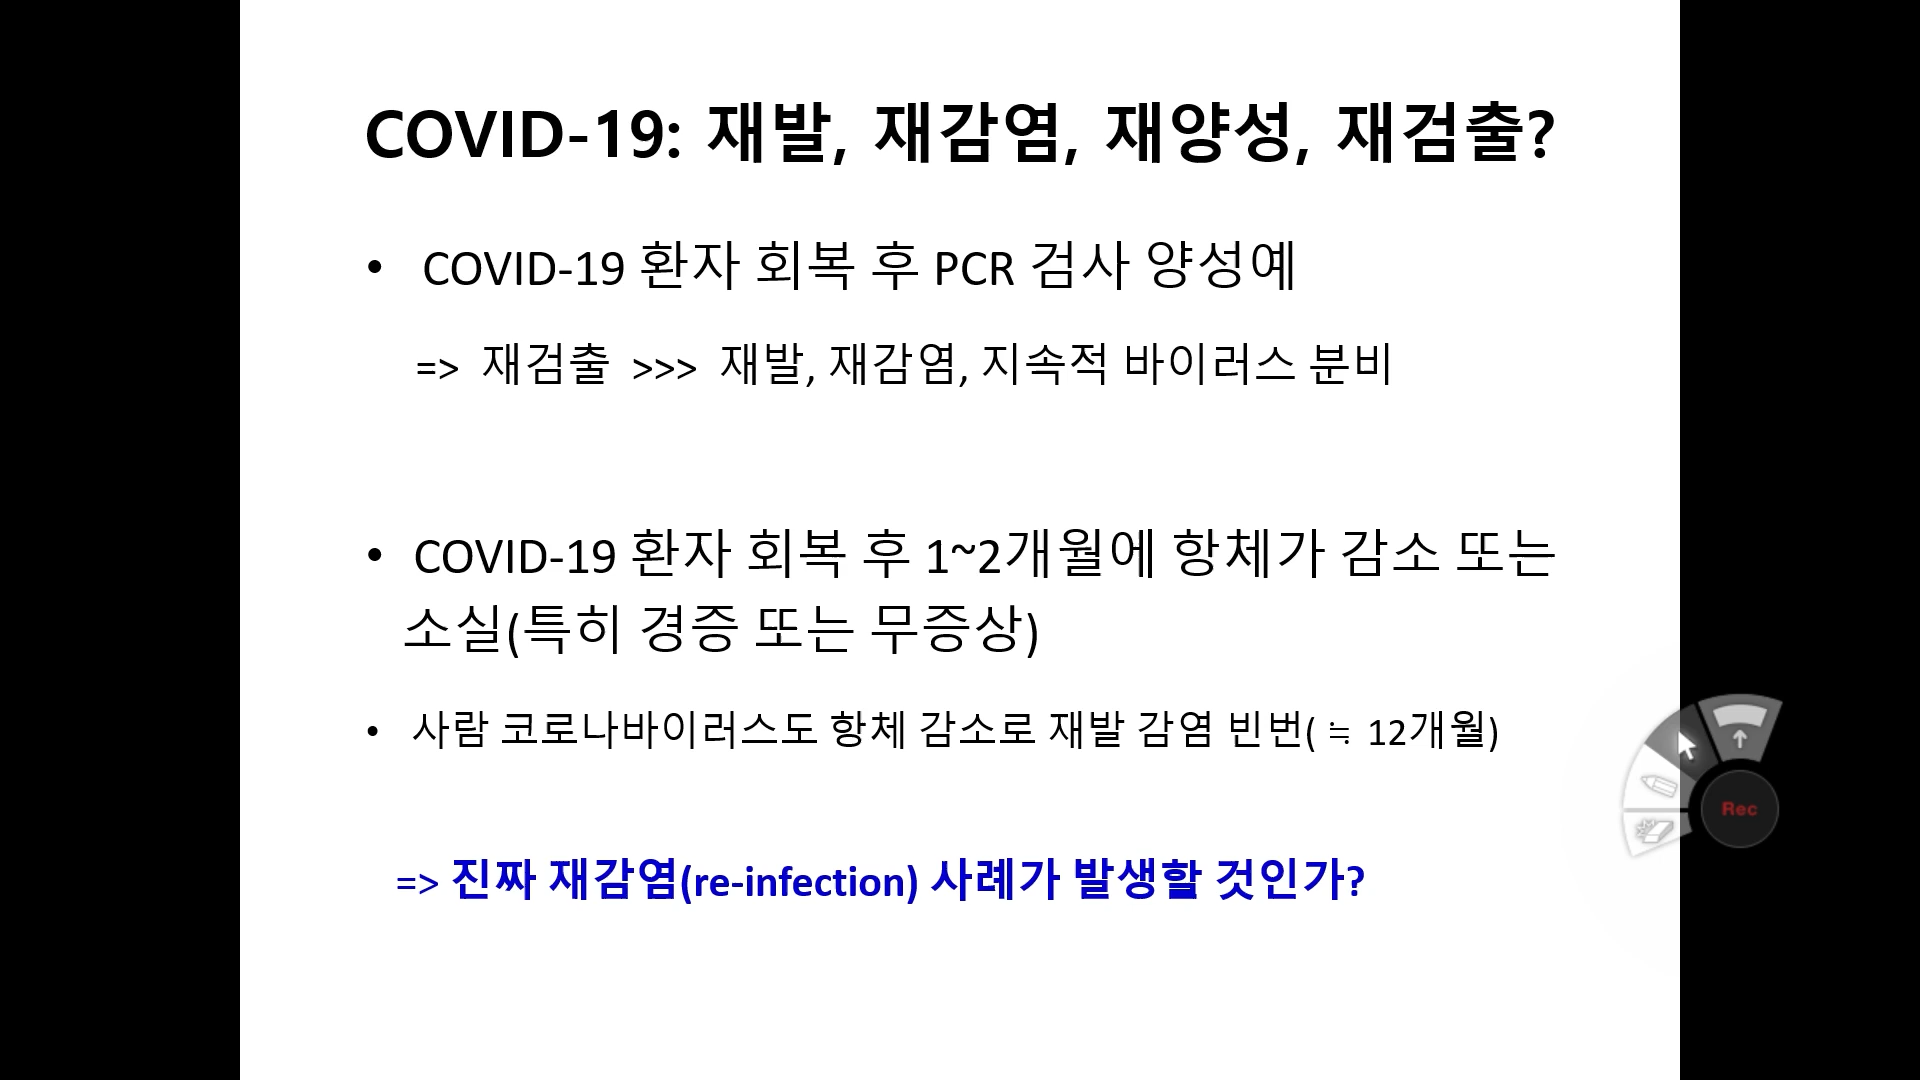 COVID-19: 재발, 재감염, 재양성, 재검출?
• COVID-19 환자 회복 후 PCR 검사 양성예
=> 재검출 >>> 재발, 재감염, 지속적 바이러스 분비
• COVID-19 환자 회복 후 1~2개월에 항체가 감소 또는
소실(특히 경증 또는 무증상)
• 사람 코로나바이러스도 항체 감소로 재발 감염 빈번( ≒ 12개월)
Rec
=> 진짜 재감염(re-infection) 사례가 발생할 것인가?